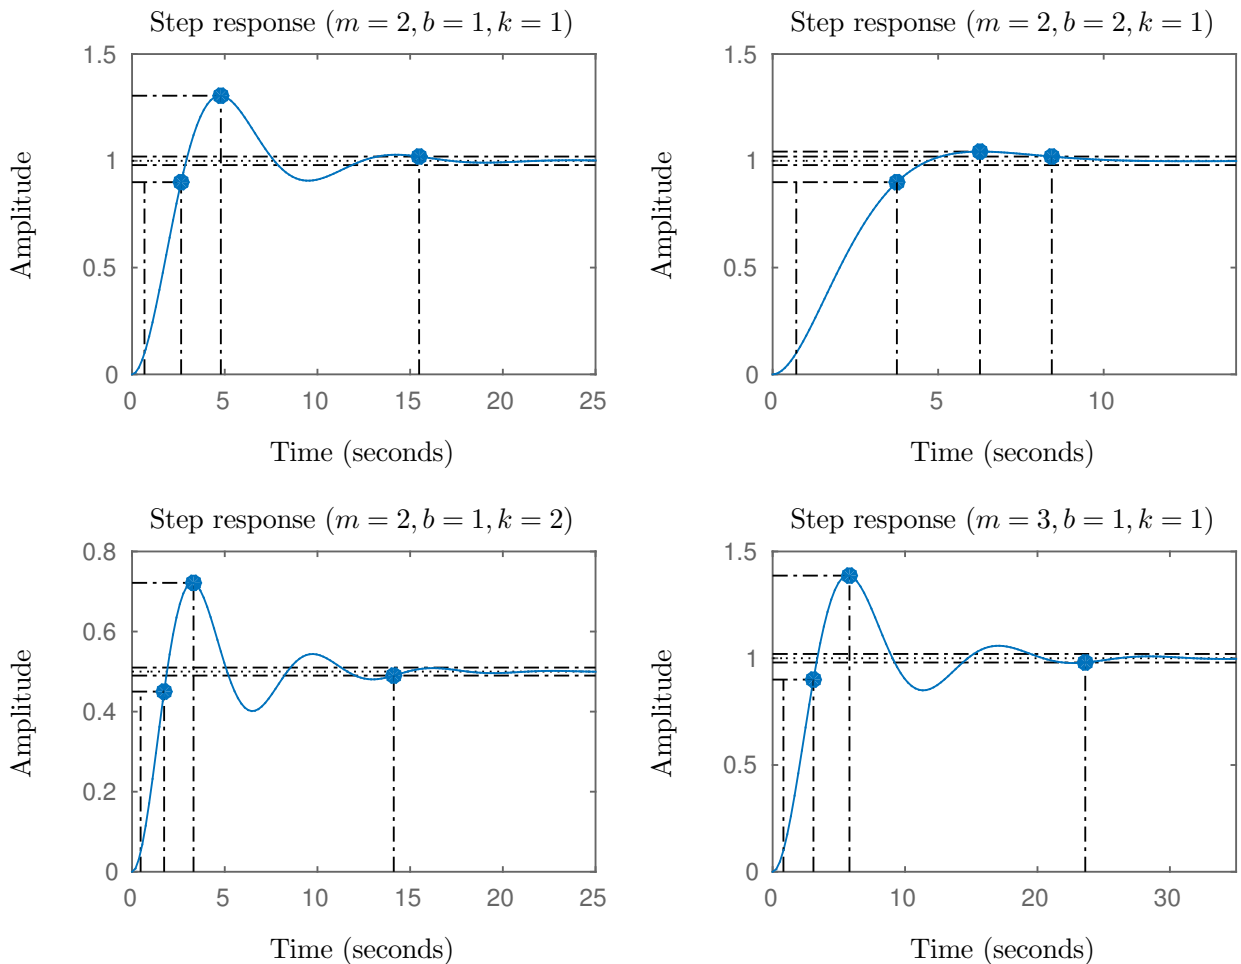 Step response (m = 2, b = 1, k = 1)
1.5
1
0.5
0
Amplitude
0 5 10 15 20 25
Time (seconds)
Step response (m = 2, b = 2, k = 1)
1.5
1
0.5
0
Amplitude
0 5 10
Time (seconds)
Step response (m = 2, b = 1, k = 2)
0.8
0.6
0.4
0.2
0
Amplitude
0 5 10 15 20 25
Time (seconds)
Step response (m = 3, b = 1, k = 1)
1.5
1
0.5
0
Amplitude
0 10 20 30
Time (seconds)